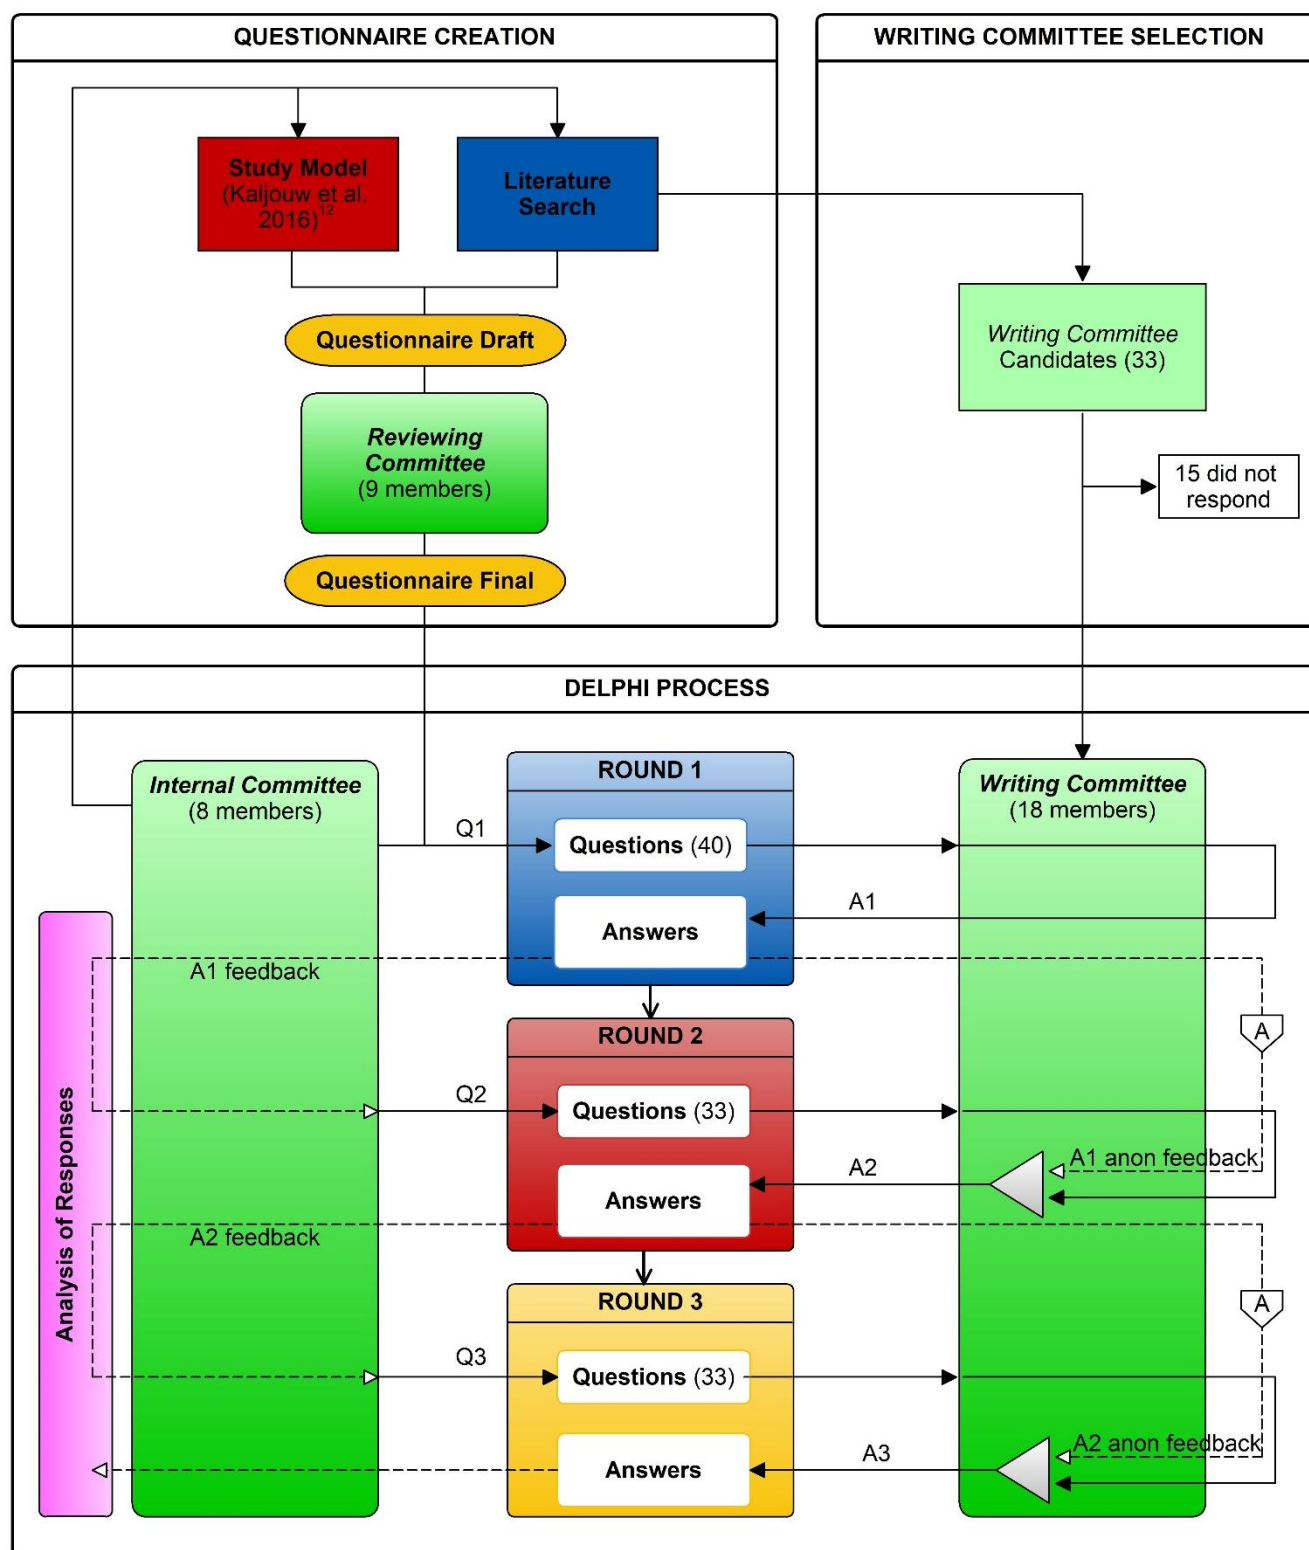 QUESTIONNAIRE CREATION
Study Model
(Kaljouw et al.
2016)12
Literature
Search
Questionnaire Draft
Reviewing
Committee
(9 members)
Questionnaire Final
WRITING COMMITTEE SELECTION
Writing Committee
Candidates (33)
15 did not
respond
DELPHI PROCESS
Internal Committee
(8 members)
ROUND 1
Writing Committee
(18 members)
Q1
Questions (40)
A1
Answers
A1 feedback
A
ROUND 2
Q2
Questions (33)
A1 anon feedback
A2
Answers
A2 feedback
A
ROUND 3
Q3
Questions (33)
A2 anon feedback
A3
Answers
Analysis of Responses